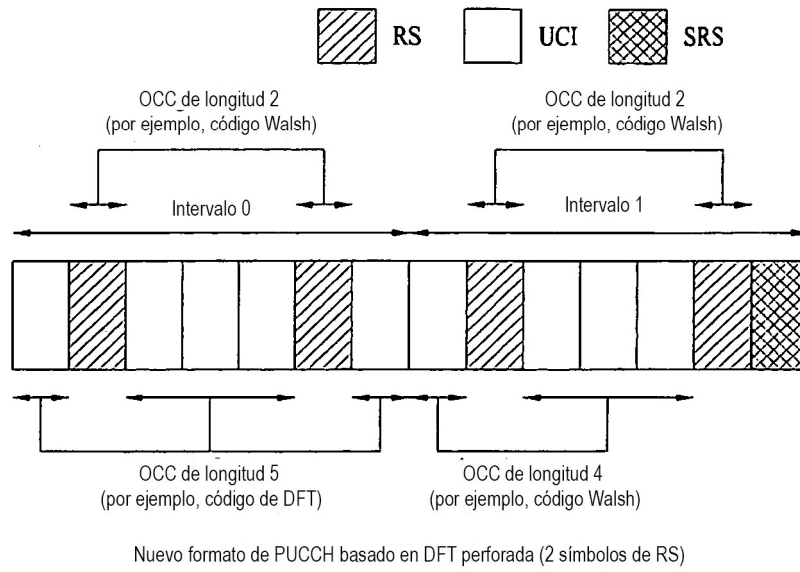 RS UCI SRS
OCC de longitud 2
(por ejemplo, código Walsh)
OCC de longitud 2
(por ejemplo, código Walsh)
Intervalo 0
Intervalo 1
OCC de longitud 5
(por ejemplo, código de DFT)
OCC de longitud 4
(por ejemplo, código Walsh)
Nuevo formato de PUCCH basado en DFT perforada (2 símbolos de RS)